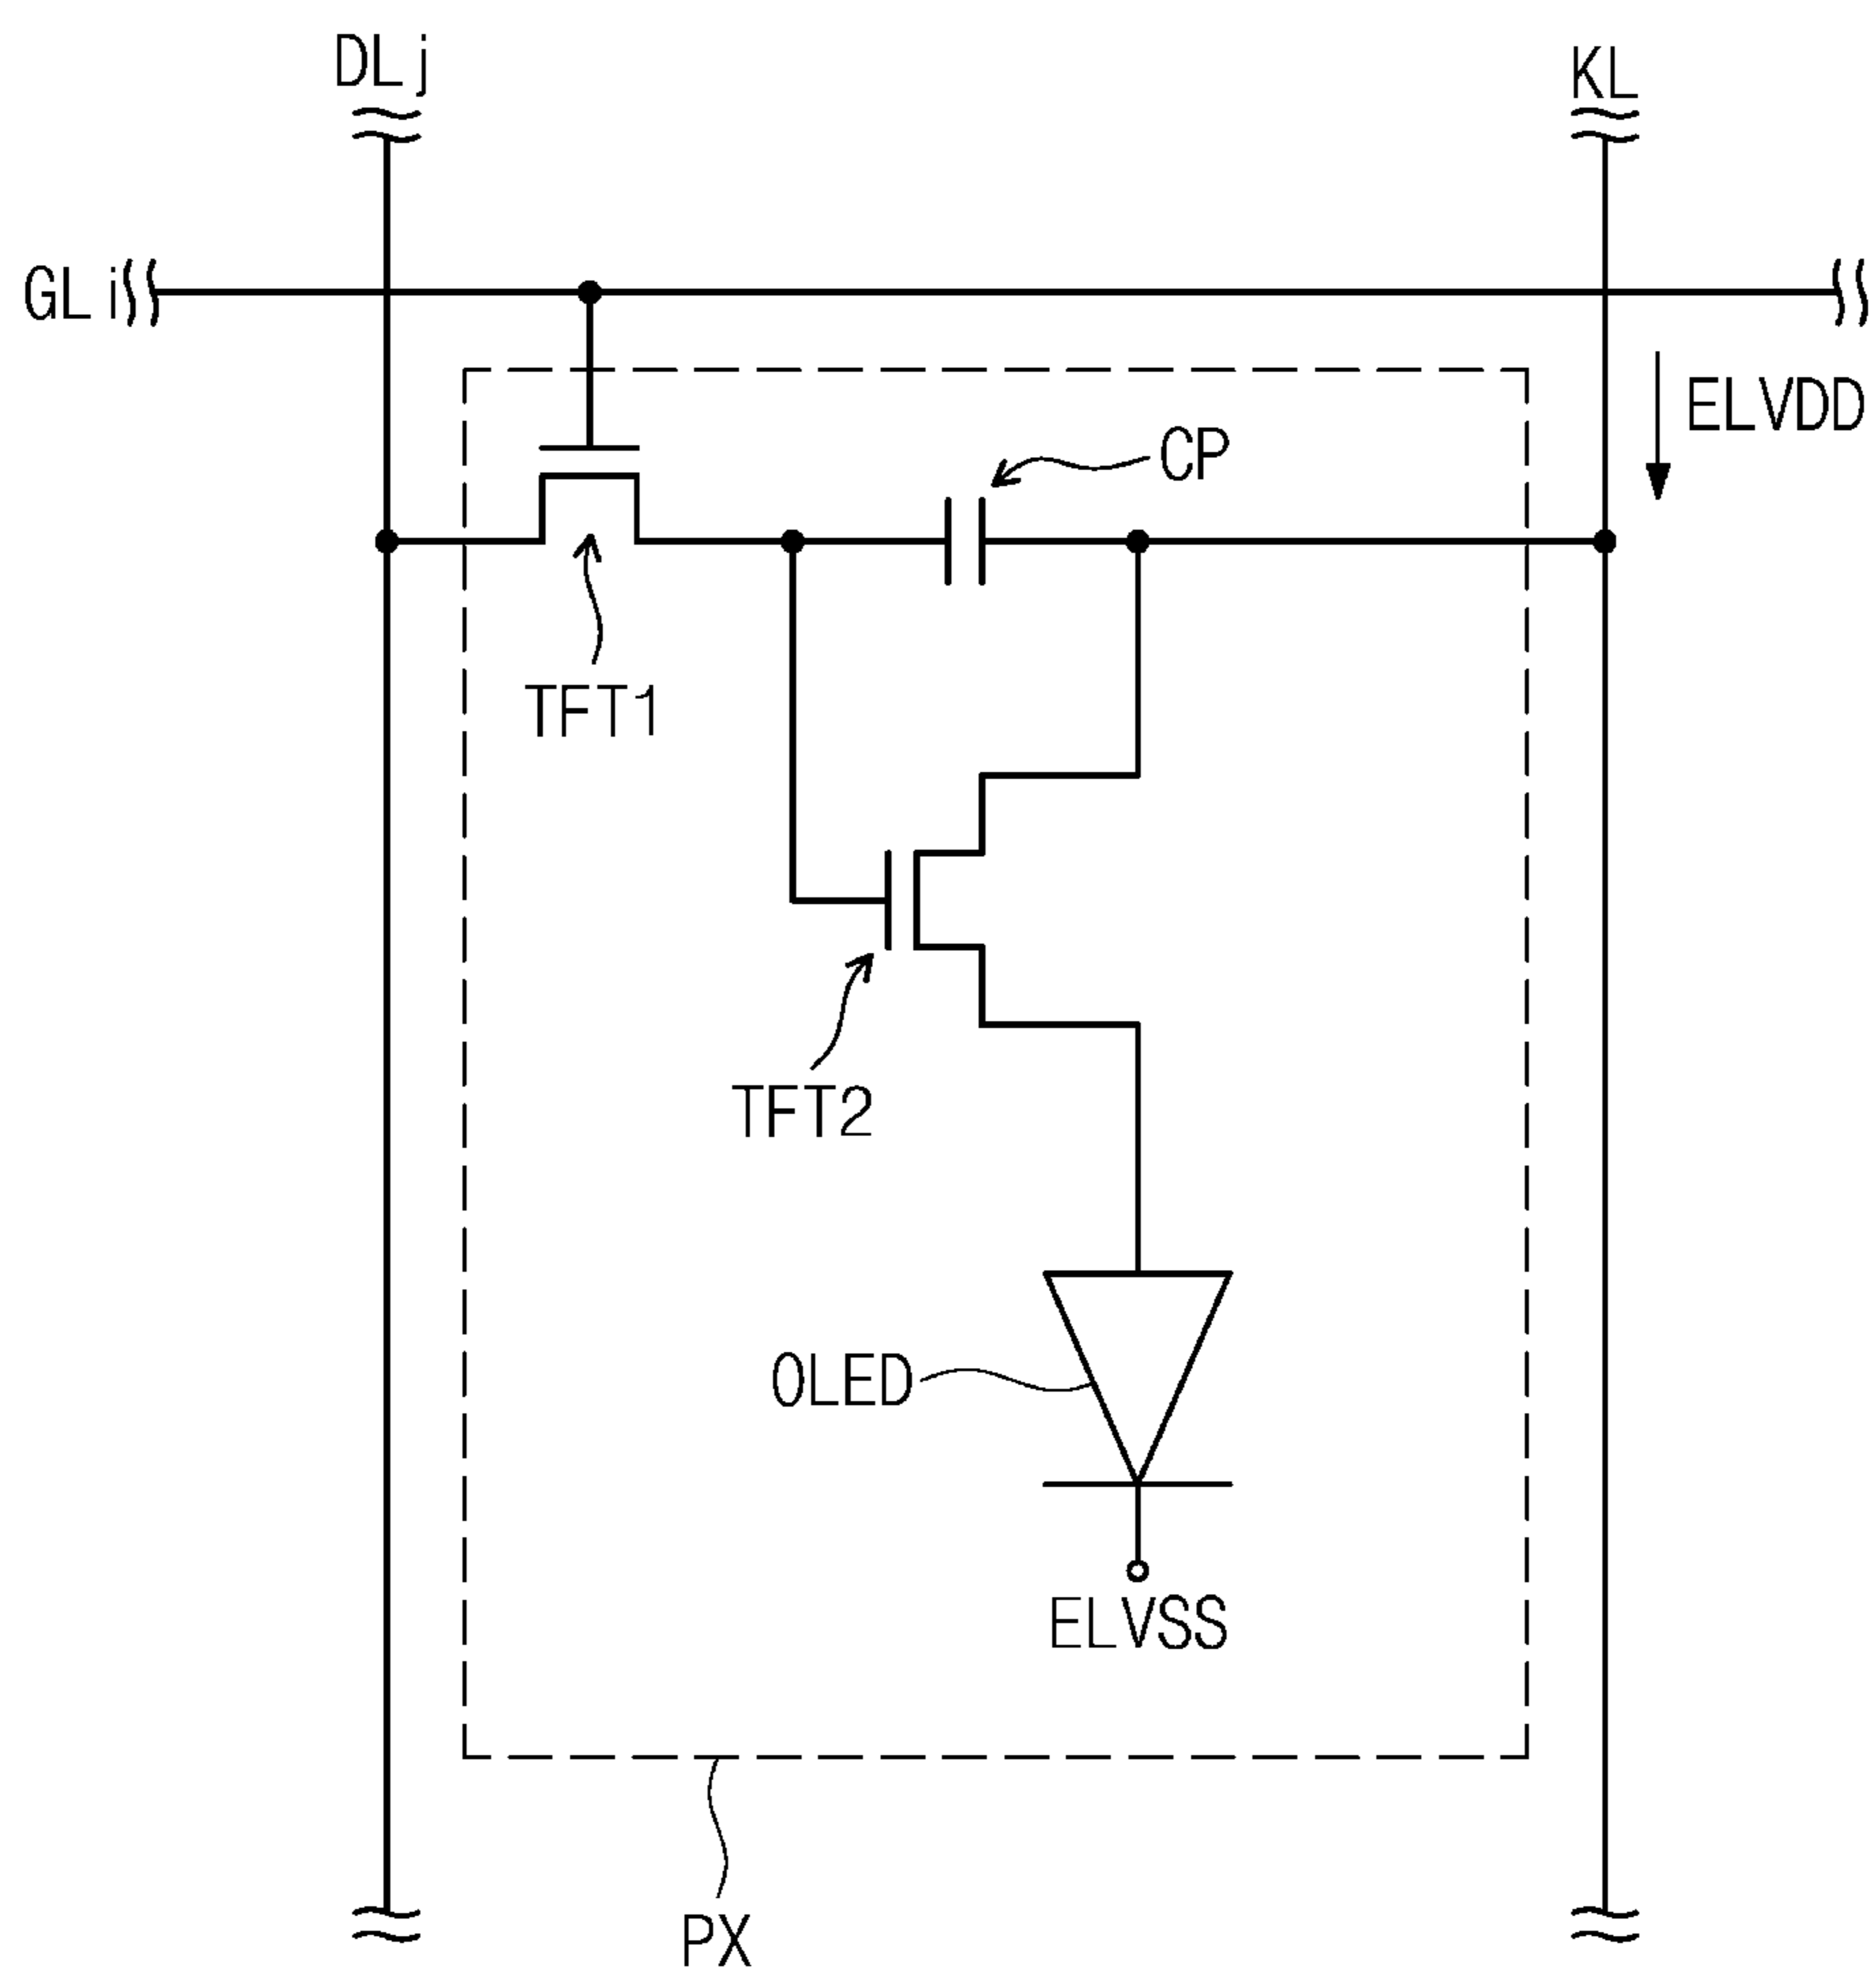 DLj
KL
GLi
ELVDD
CP
TFT1
TFT2
OLED
ELVSS
PX